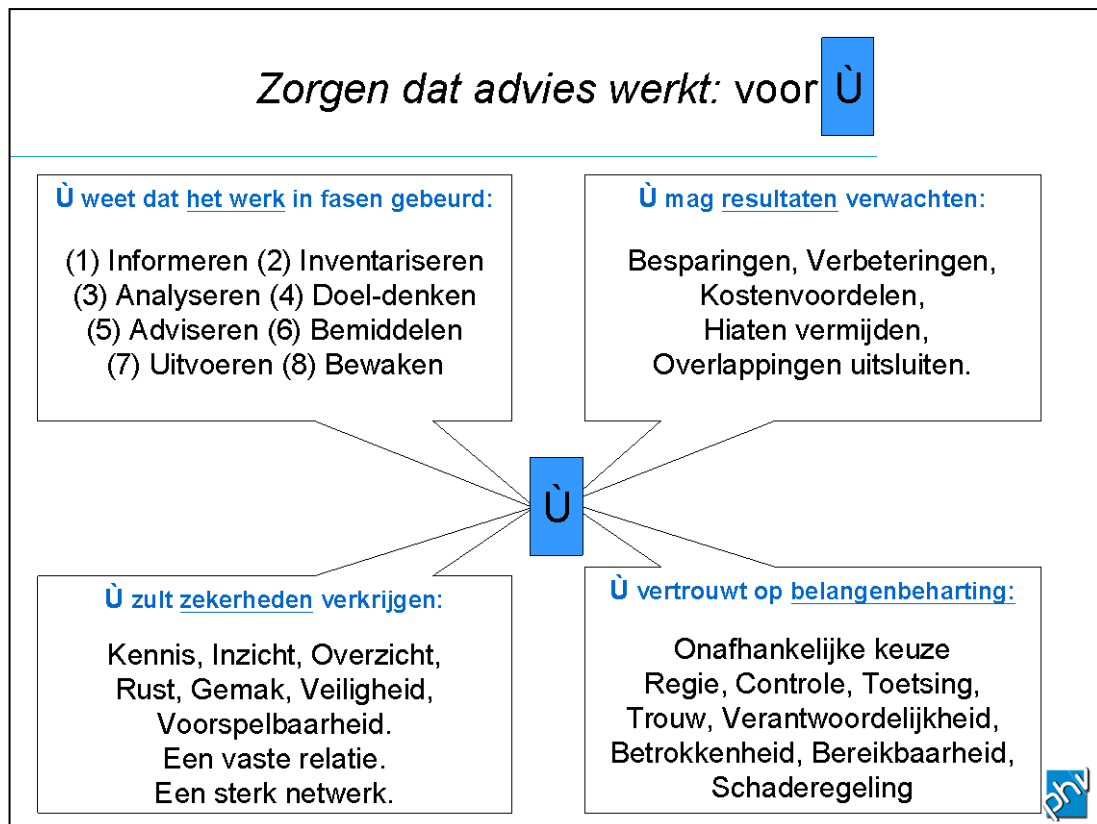 Zorgen dat advies werkt: voor Ù
Ù weet dat het werk in fasen gebeurd:
(1) Informeren (2) Inventariseren
(3) Analyseren (4) Doel-denken
(5) Adviseren (6) Bemiddelen
(7) Uitvoeren (8) Bewaken
Ù mag resultaten verwachten:
Besparingen, Verbeteringen,
Kostenvoordelen,
Hiaten vermijden,
Overlappingen uitsluiten.
Ù
Ù zult zekerheden verkrijgen:
Kennis, Inzicht, Overzicht,
Rust, Gemak, Veiligheid,
Voorspelbaarheid.
Een vaste relatie.
Een sterk netwerk.
Ù vertrouwt op belangenbeharting:
Onafhankelijke keuze
Regie, Controle, Toetsing,
Trouw, Verantwoordelijkheid,
Betrokkenheid, Bereikbaarheid,
Schaderegeling
phv